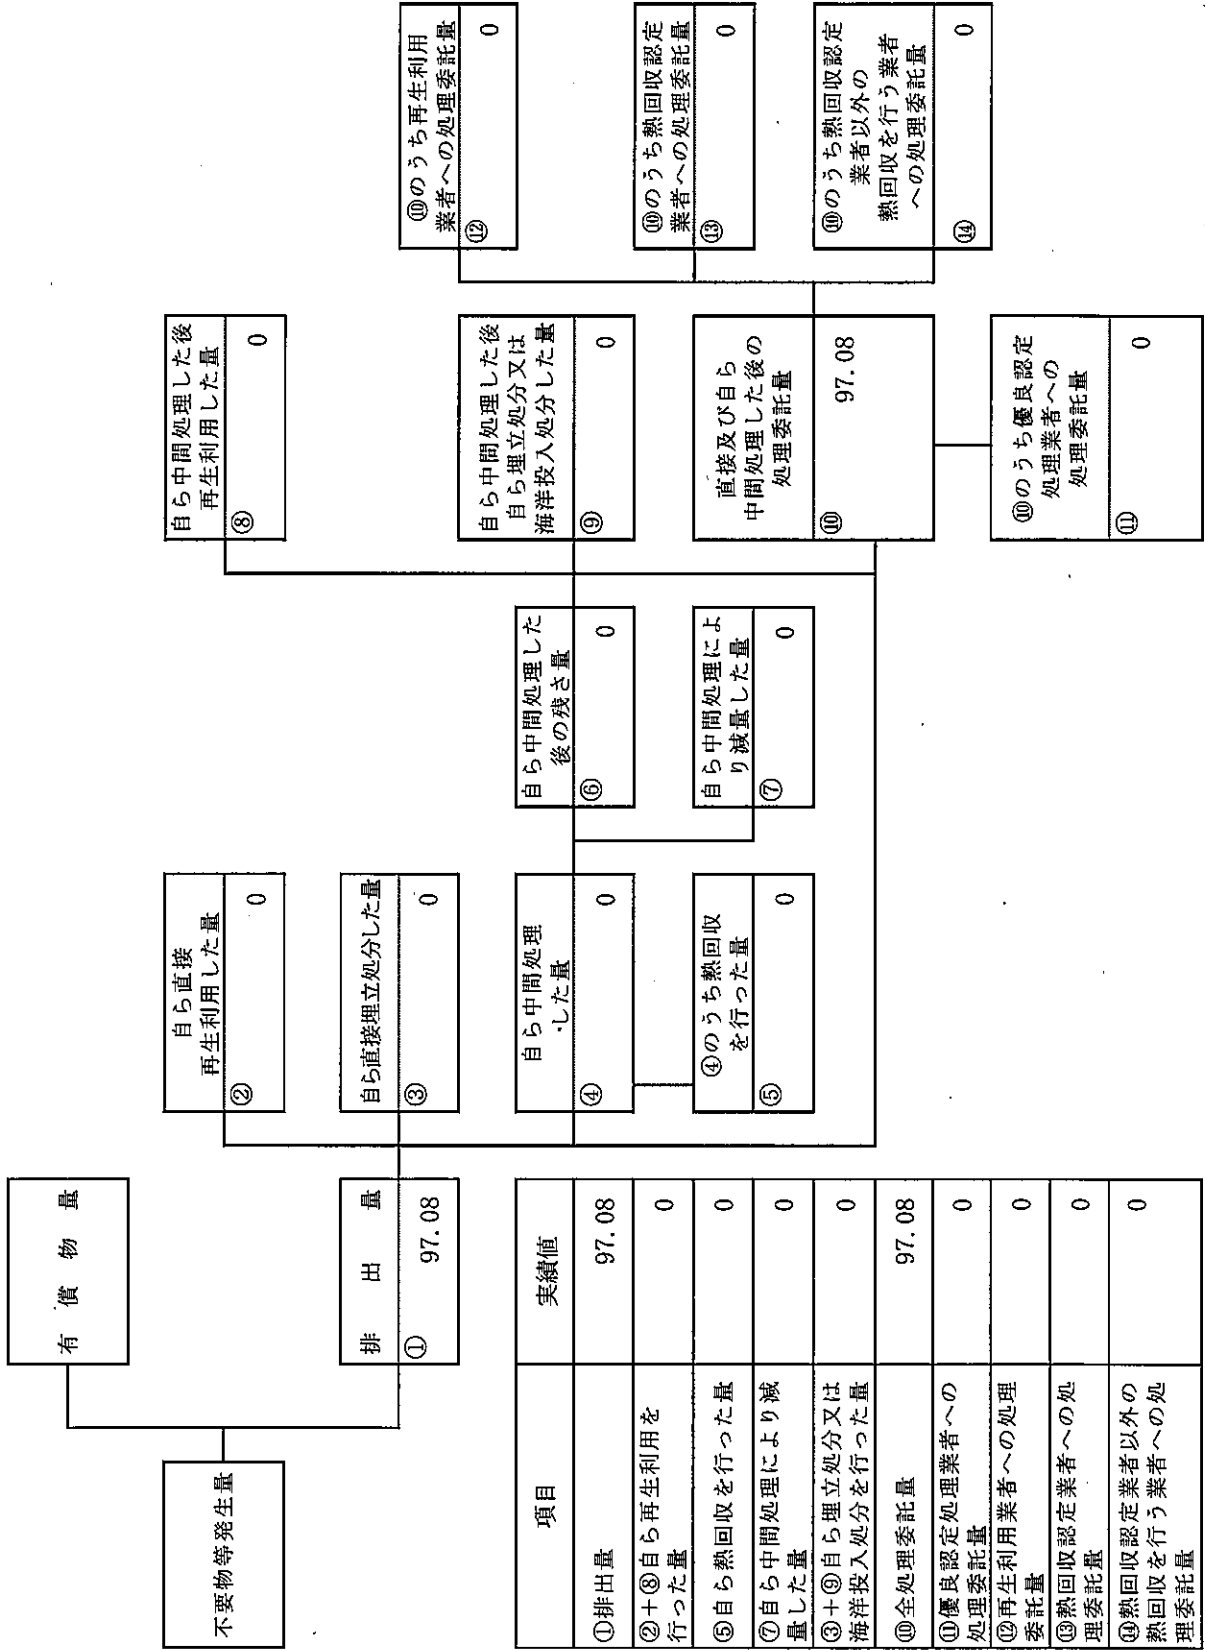 不要物等発生量
有 償 物 量
排 出 量
① 97.08
自ら直接
再生利用した量
② 0
自ら直接埋立処分した量
③ 0
自ら中間処理
した量
④ 0
④のうち熱回収
を行った量
⑤ 0
自ら中間処理した
後の残さ量
⑥ 0
自ら中間処理によ
り減量した量
⑦ 0
自ら中間処理した後
再生利用した量
⑧ 0
自ら中間処理した後
自ら埋立処分又は
海洋投入処分した量
⑨ 0
直接及び自ら
中間処理した後の
処理委託量
⑩ 97.08
⑩のうち優良認定
処理業者への
処理委託量
⑪ 0
⑩のうち再生利用
業者への処理委託量
⑫ 0
⑩のうち熱回収認定
業者への処理委託量
⑬ 0
⑩のうち熱回収認定
業者以外の
熱回収を行う業者
への処理委託量
⑭ 0
項目 実績値
①排出量 97.08
②+⑧自ら再生利用を
行った量 0
⑤自ら熱回収を行った量 0
⑦自ら中間処理により減
量した量 0
③+⑨自ら埋立処分又は
海洋投入処分を行った量 0
⑩全処理委託量 97.08
⑪優良認定処理業者への
処理委託量 0
⑫再生利用業者への処理
委託量 0
⑬熱回収認定業者への処
理委託量 0
⑭熱回収認定業者以外の
熱回収を行う業者への処
理委託量 0